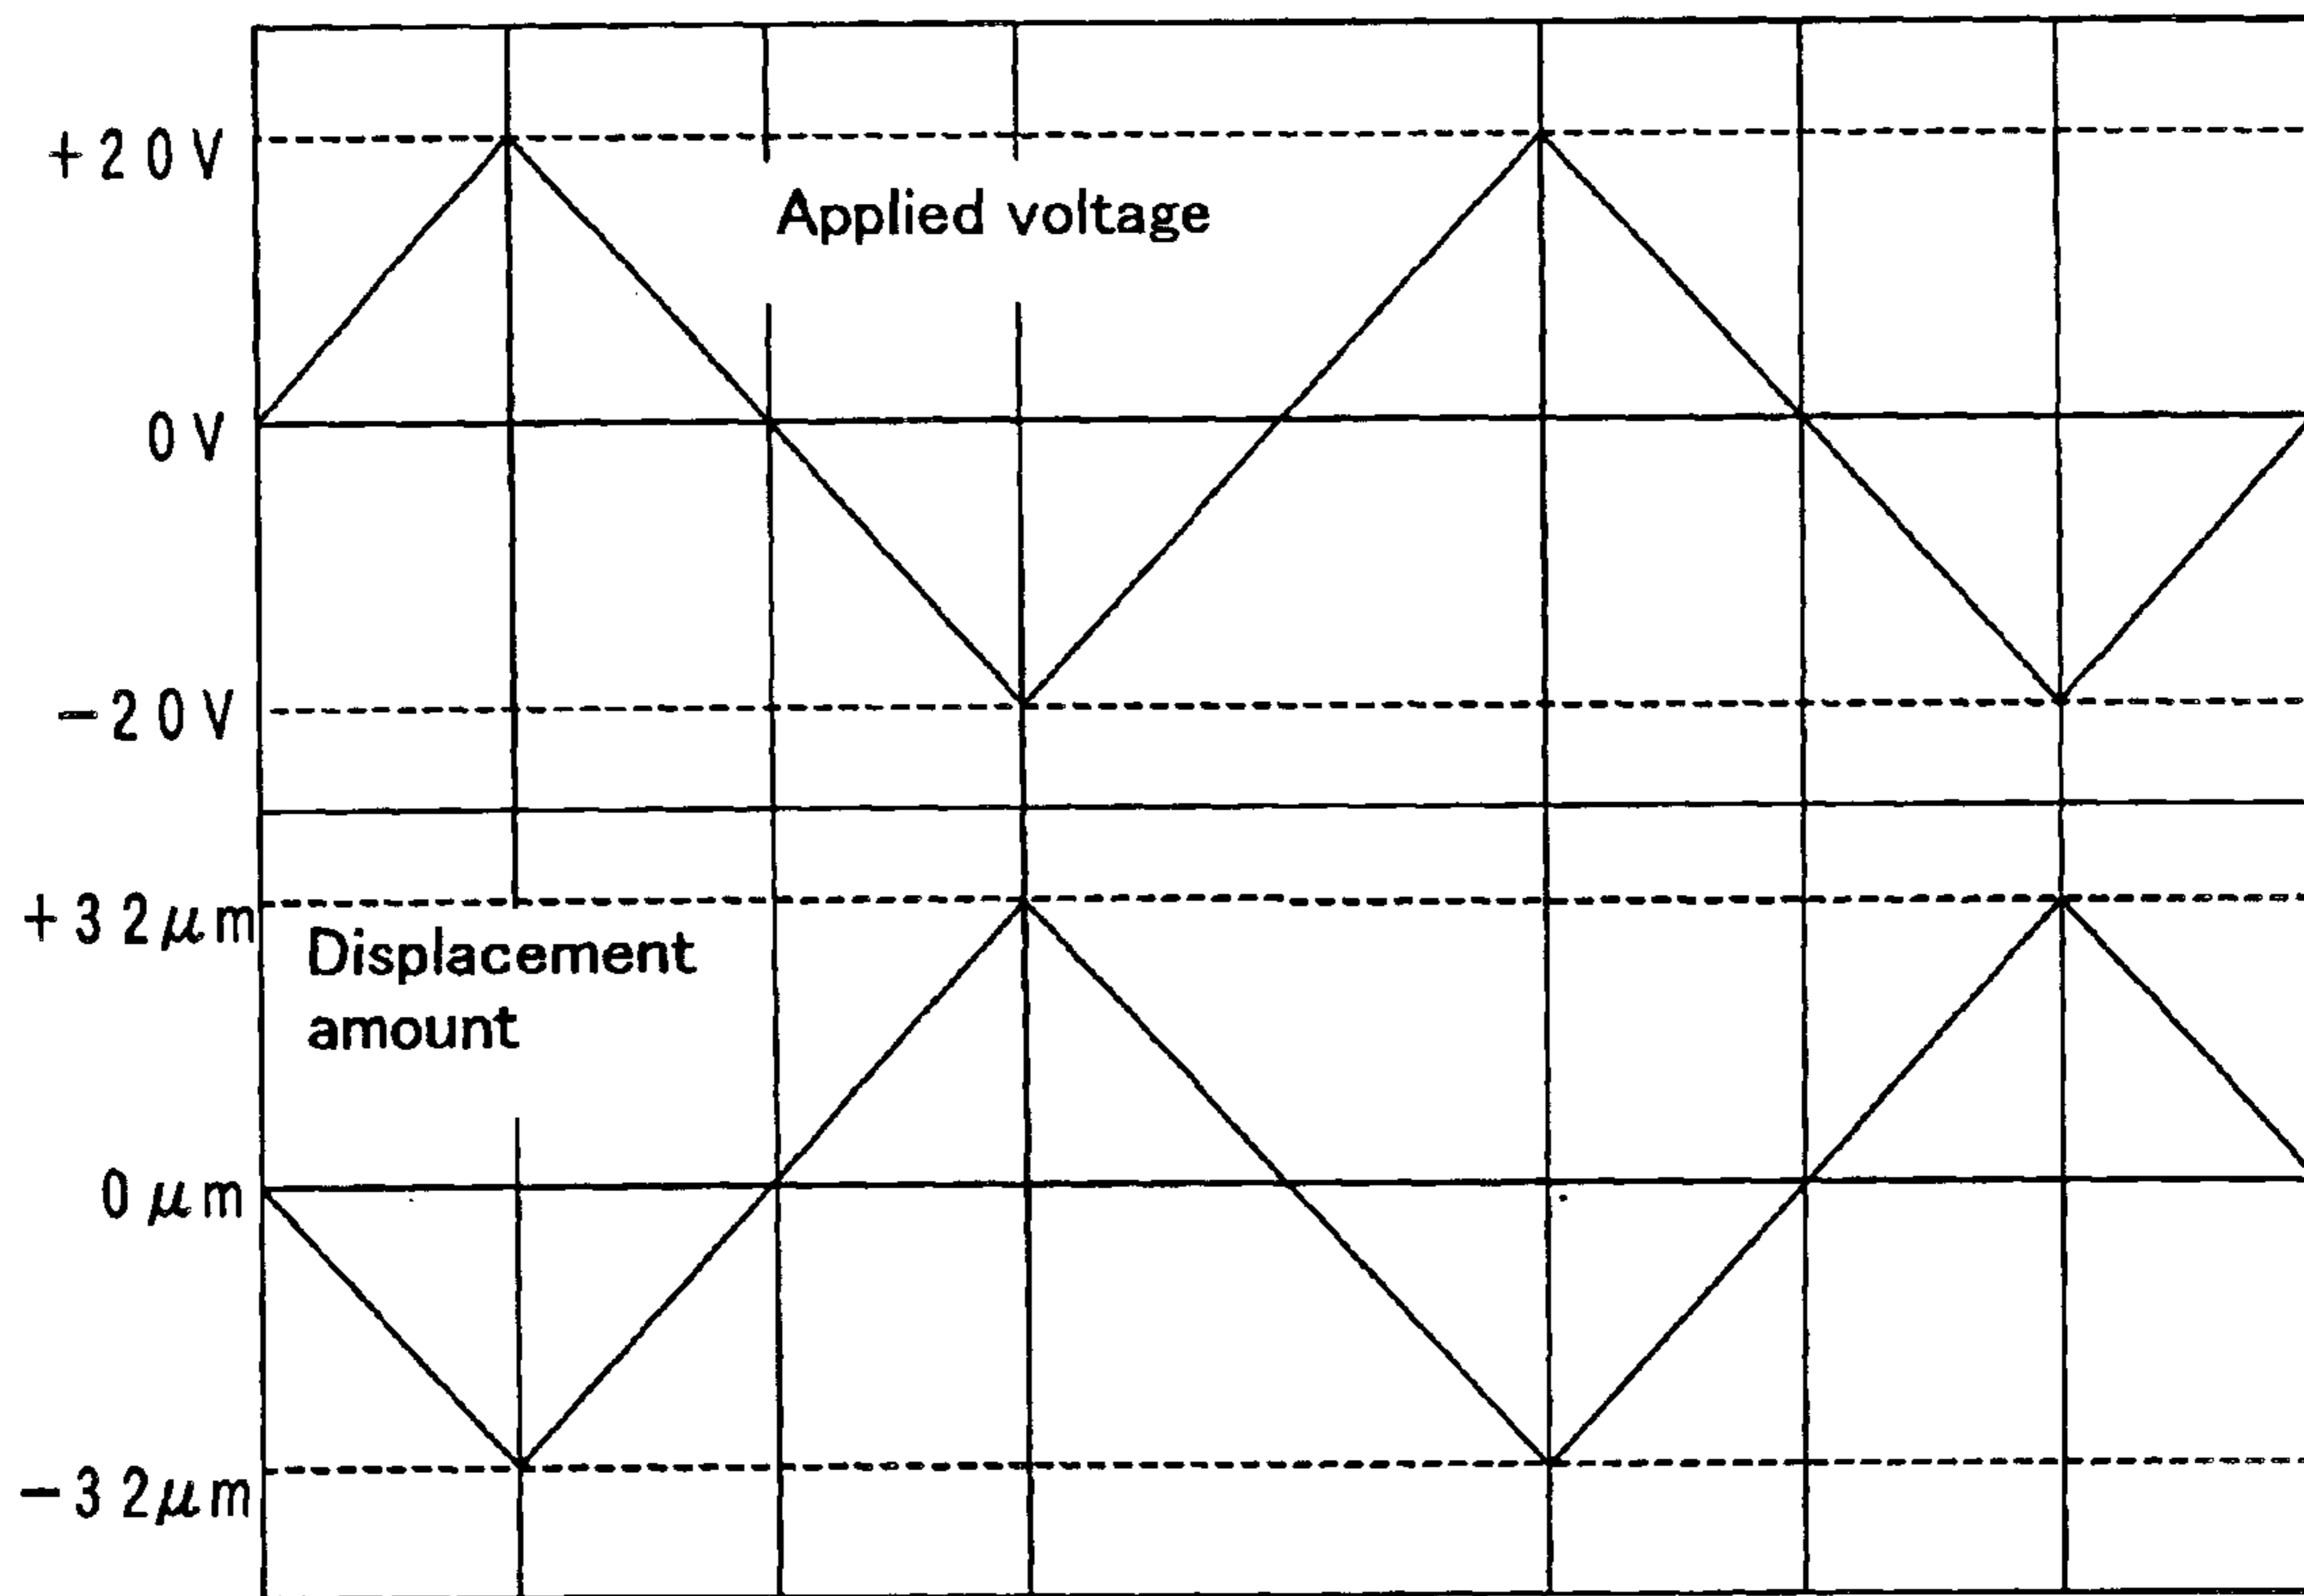 +20V
Applied voltage
0V
−20V
+32μm
Displacement
amount
0μm
−32μm